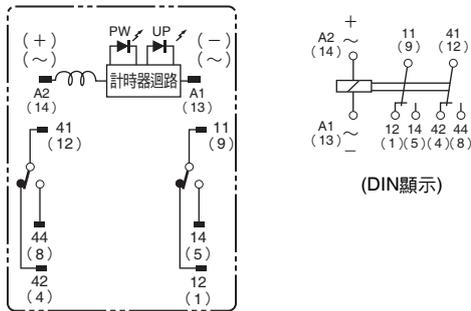 PW UP
(+) (−)
(～) (～)
計時器迴路
A2 A1
(14) (13)
41 11
(12) (9)
44 14
(8) (5)
42 12
(4) (1)
+
A2 ～ 11 41
(14) (9) (12)
A1 ～ 12 14 42 44
(13) − (1)(5)(4)(8)
(DIN顯示)